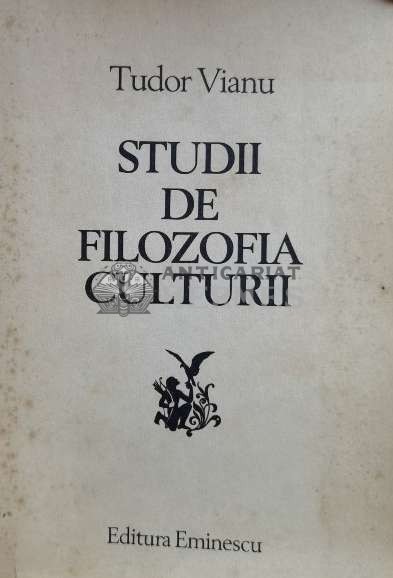 Tudor Vianu
STUDII
DE
FILOZOFIA
ANTICARIAT
CULTURII
Editura Eminescu